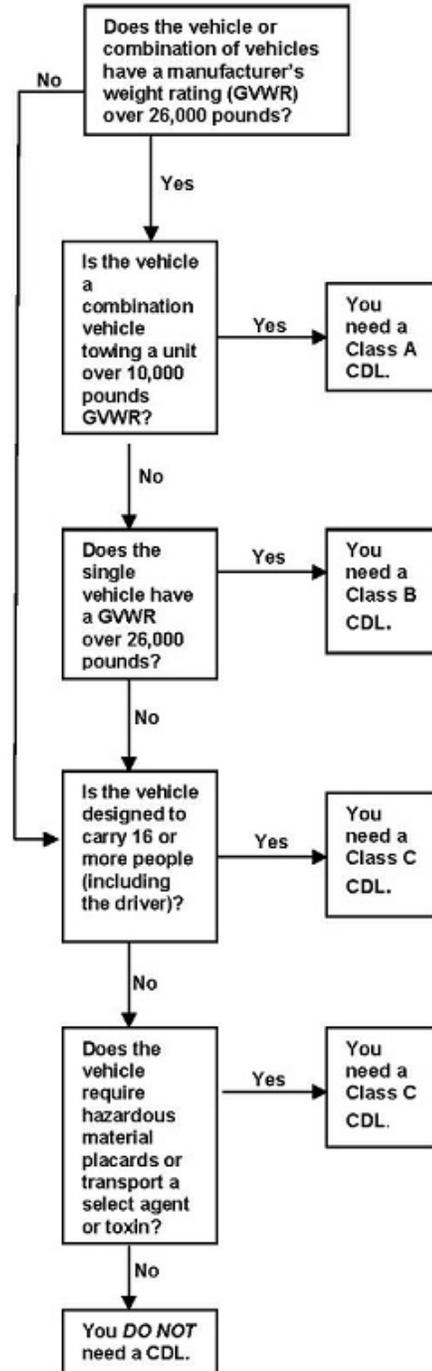 Does the vehicle or
combination of vehicles
have a manufacturer's
weight rating (GVWR)
over 26,000 pounds?
No
Yes
Is the vehicle
a
combination
vehicle
towing a unit
over 10,000
pounds
GVWR?
Yes
You
need a
Class A
CDL.
No
Does the
single
vehicle have
a GVWR
over 26,000
pounds?
Yes
You
need a
Class B
CDL.
No
Is the vehicle
designed to
carry 16 or
more people
(including
the driver)?
Yes
You
need a
Class C
CDL.
No
Does the
vehicle
require
hazardous
material
placards or
transport a
select agent
or toxin?
Yes
You
need a
Class C
CDL.
No
You DO NOT
need a CDL.